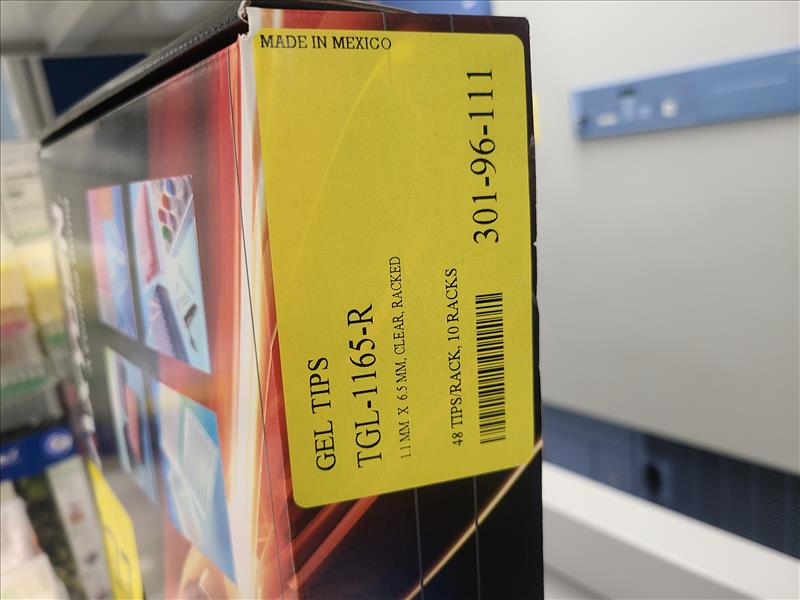 MADE IN MEXICO
GEL TIPS
TGL-1165-R
1.1 MM X 6.5 MM, CLEAR, RACKED
48 TIPS/RACK, 10 RACKS
301-96-111